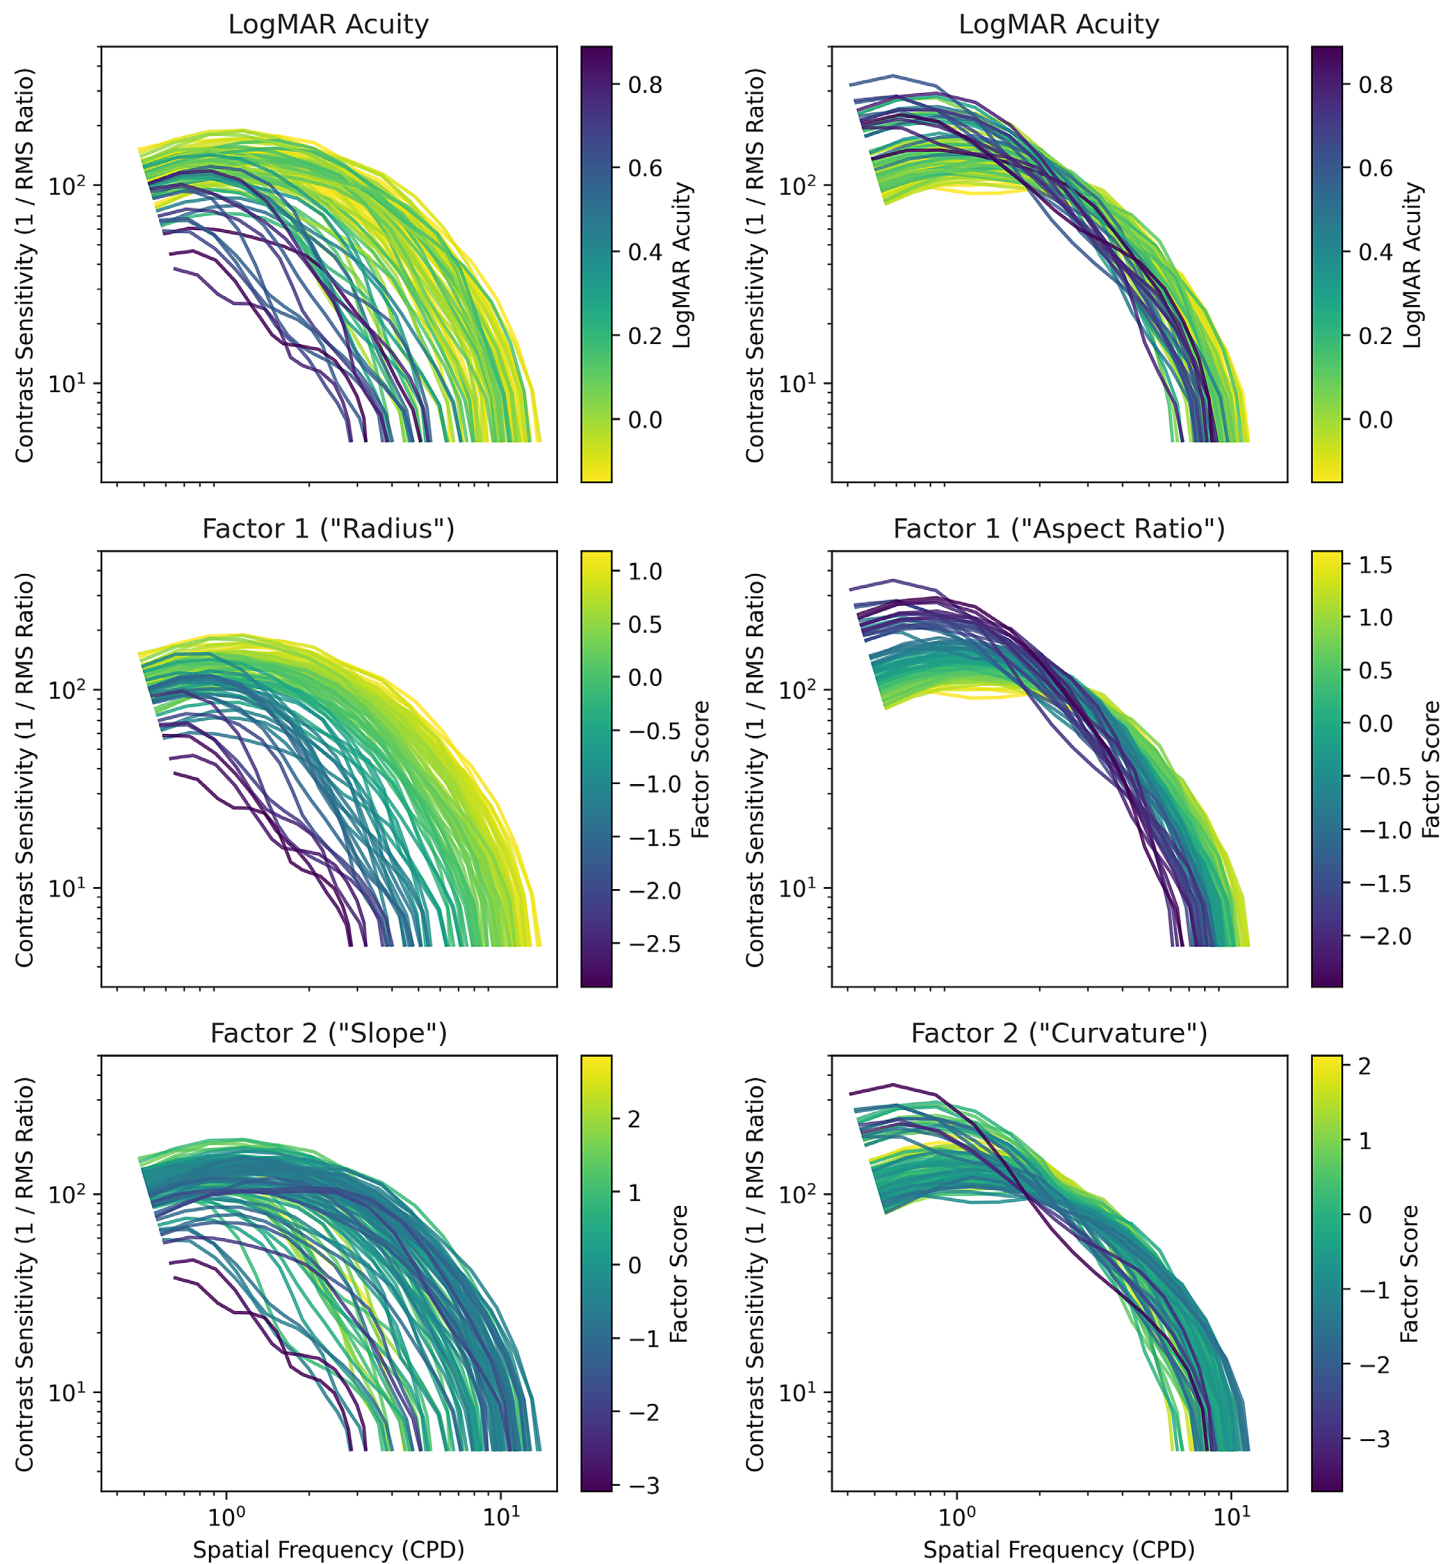 LogMAR Acuity
Contrast Sensitivity (1 / RMS Ratio)
10²
10¹
0.8
0.6
0.4
0.2
0.0
LogMAR Acuity
LogMAR Acuity
Contrast Sensitivity (1 / RMS Ratio)
10²
10¹
0.8
0.6
0.4
0.2
0.0
LogMAR Acuity
Factor 1 ("Radius")
Contrast Sensitivity (1 / RMS Ratio)
10²
10¹
1.0
0.5
0.0
−0.5
−1.0
−1.5
−2.0
−2.5
Factor Score
Factor 1 ("Aspect Ratio")
Contrast Sensitivity (1 / RMS Ratio)
10²
10¹
1.5
1.0
0.5
0.0
−0.5
−1.0
−1.5
−2.0
Factor Score
Factor 2 ("Slope")
Contrast Sensitivity (1 / RMS Ratio)
10²
10¹
10⁰ 10¹
Spatial Frequency (CPD)
2
1
0
−1
−2
−3
Factor Score
Factor 2 ("Curvature")
Contrast Sensitivity (1 / RMS Ratio)
10²
10¹
10⁰ 10¹
Spatial Frequency (CPD)
2
1
0
−1
−2
−3
Factor Score